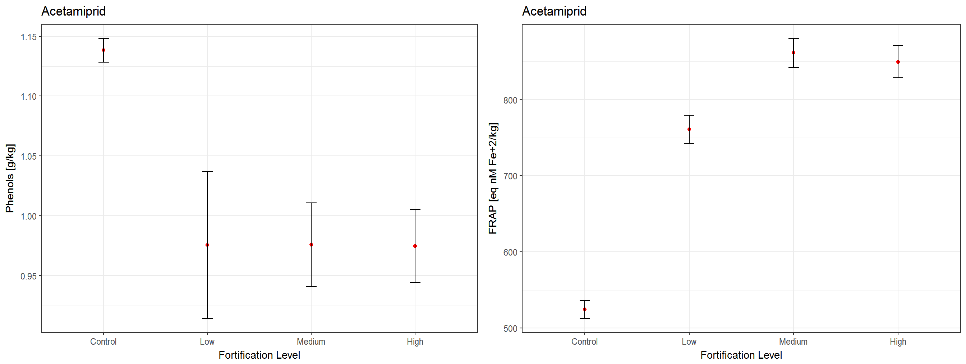 Acetamiprid
Phenols [g/kg]
1.15
1.10
1.05
1.00
0.95
Control Low Medium High
Fortification Level
Acetamiprid
FRAP [eq nM Fe+2/kg]
800
700
600
500
Control Low Medium High
Fortification Level